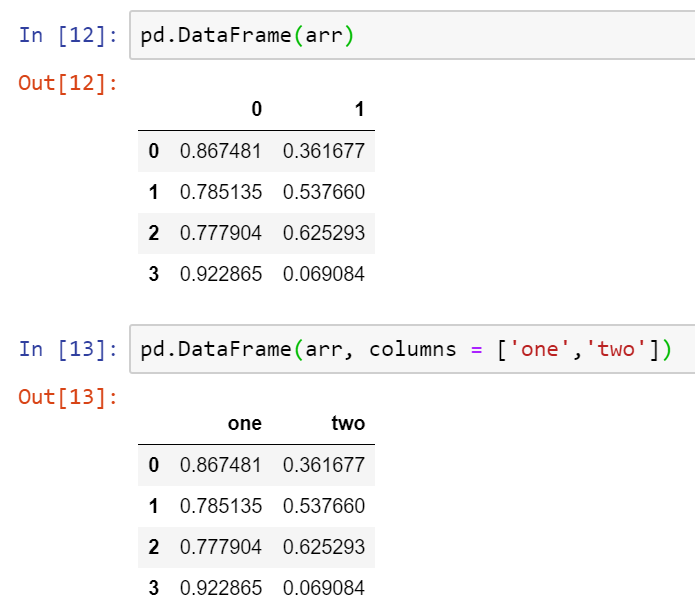 In [12]: pd.DataFrame(arr)
Out[12]:
0 1
0 0.867481 0.361677
1 0.785135 0.537660
2 0.777904 0.625293
3 0.922865 0.069084
In [13]: pd.DataFrame(arr, columns = ['one','two'])
Out[13]:
one two
0 0.867481 0.361677
1 0.785135 0.537660
2 0.777904 0.625293
3 0.922865 0.069084